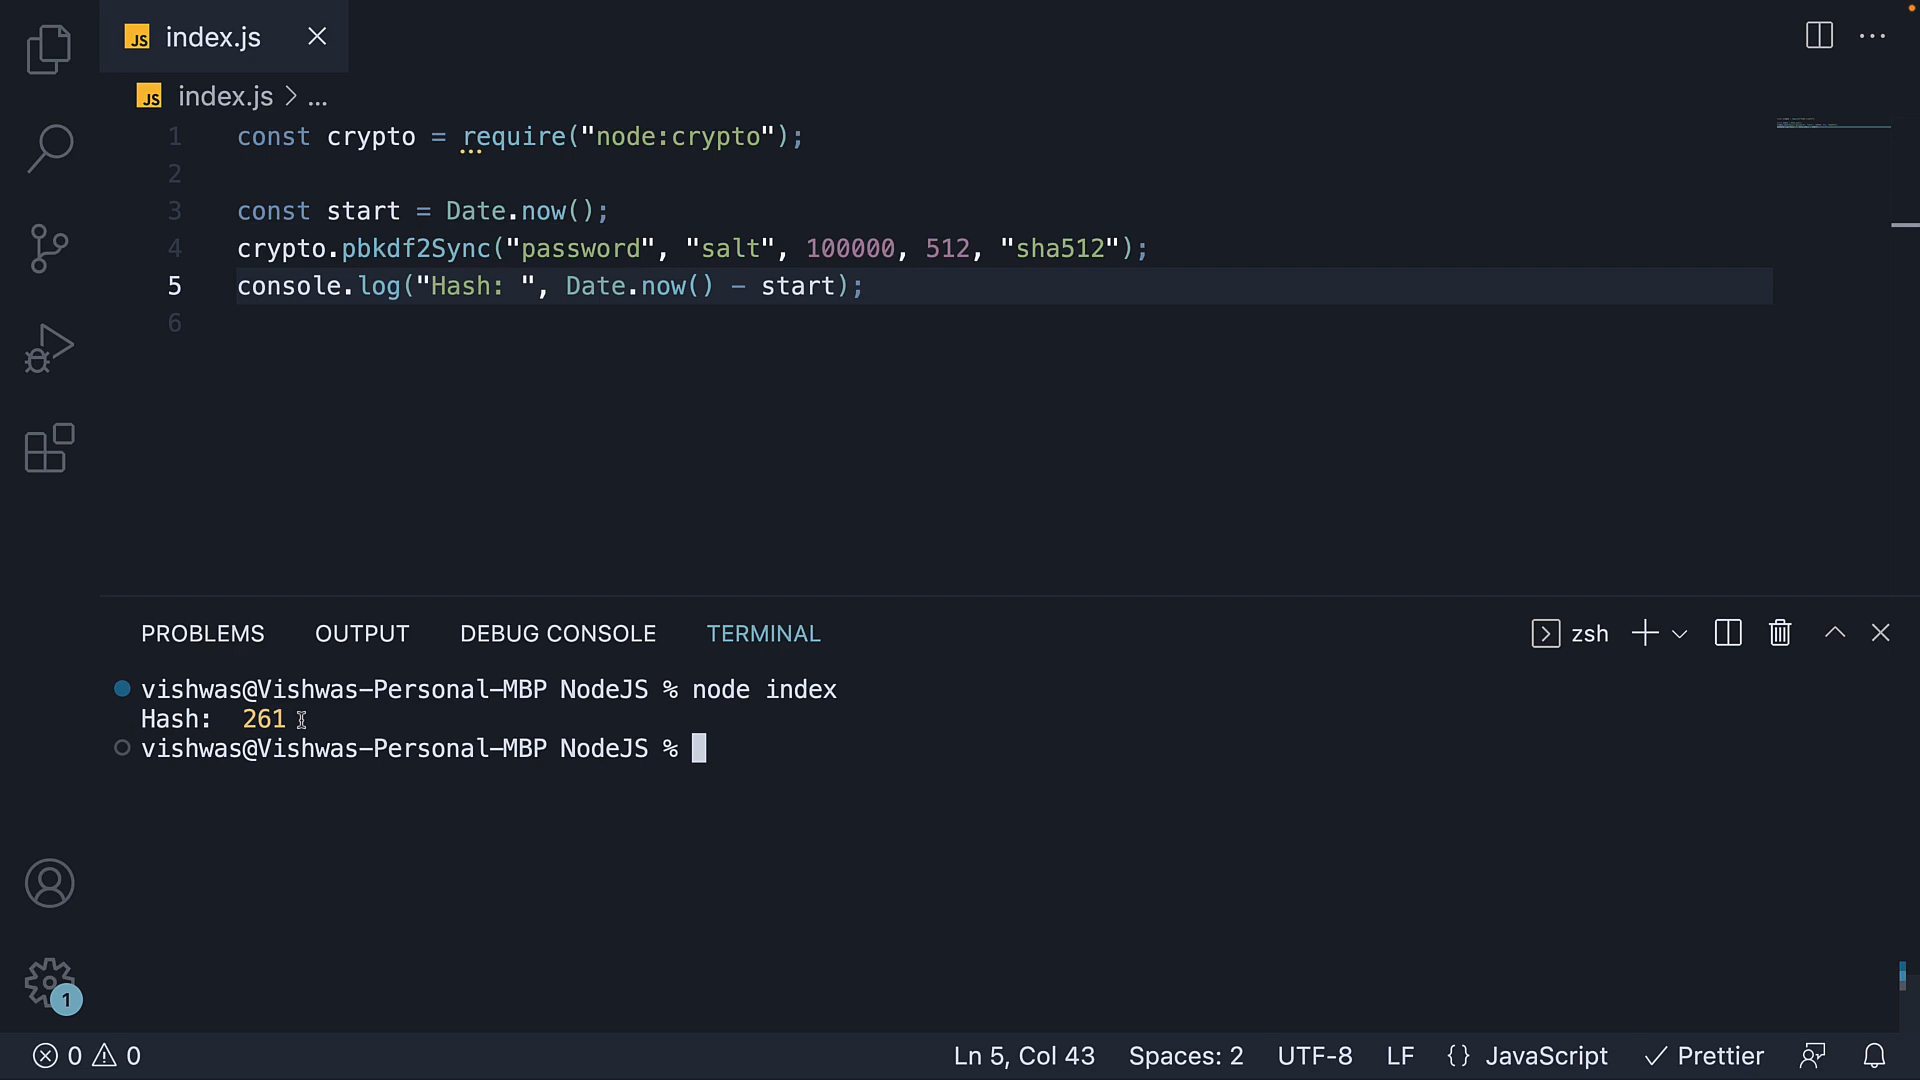 JS index.js
JS index.js > ...
1 const crypto = require("node:crypto");
2
3 const start = Date.now();
4 crypto.pbkdf2Sync("password", "salt", 100000, 512, "sha512");
5 console.log("Hash: ", Date.now() - start);
6
PROBLEMS OUTPUT DEBUG CONSOLE TERMINAL zsh
vishwas@Vishwas-Personal-MBP NodeJS % node index
Hash:  261
vishwas@Vishwas-Personal-MBP NodeJS %
1
0 0 Ln 5, Col 43 Spaces: 2 UTF-8 LF {} JavaScript Prettier